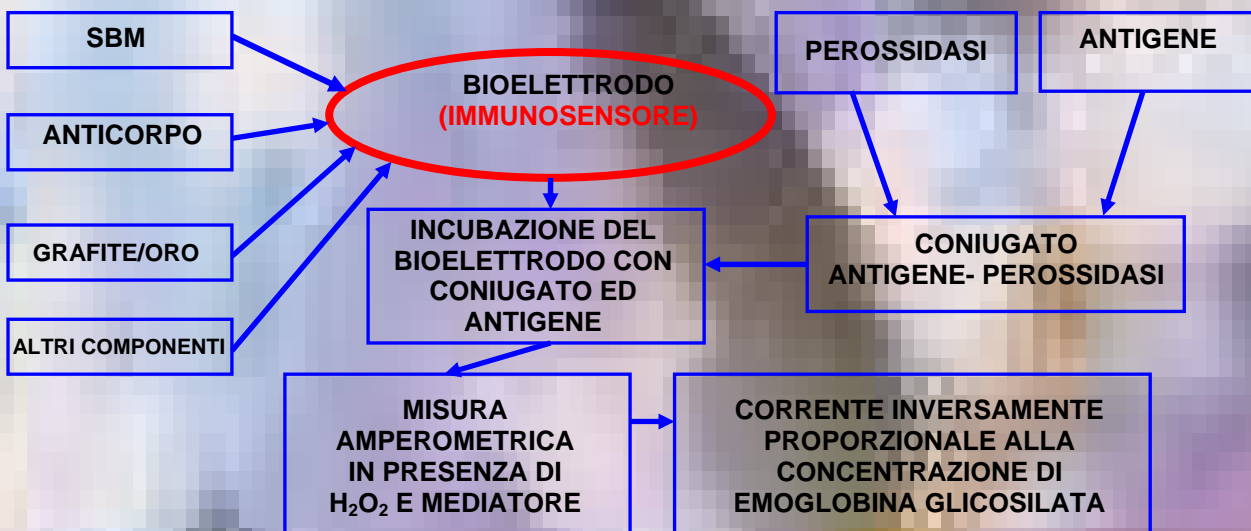 SBM
ANTICORPO
GRAFITE/ORO
ALTRI COMPONENTI
BIOELETTRODO
(IMMUNOSENSORE)
PEROSSIDASI
ANTIGENE
CONIUGATO
ANTIGENE- PEROSSIDASI
INCUBAZIONE DEL
BIOELETTRODO CON
CONIUGATO ED
ANTIGENE
MISURA
AMPEROMETRICA
IN PRESENZA DI
H₂O₂ E MEDIATORE
CORRENTE INVERSAMENTE
PROPORZIONALE ALLA
CONCENTRAZIONE DI
EMOGLOBINA GLICOSILATA